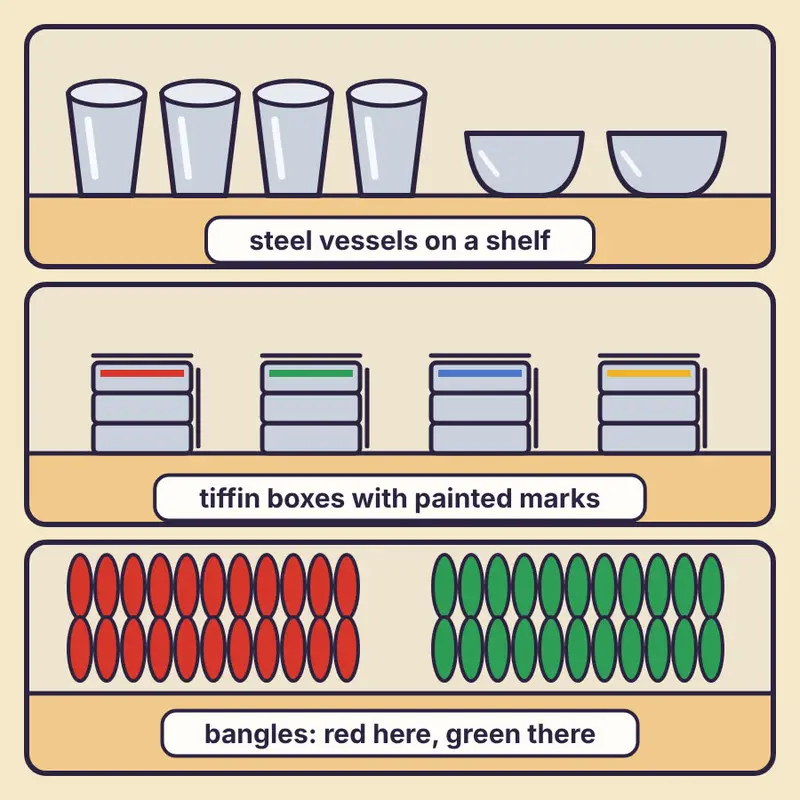 steel vessels on a shelf
tiffin boxes with painted marks
bangles: red here, green there